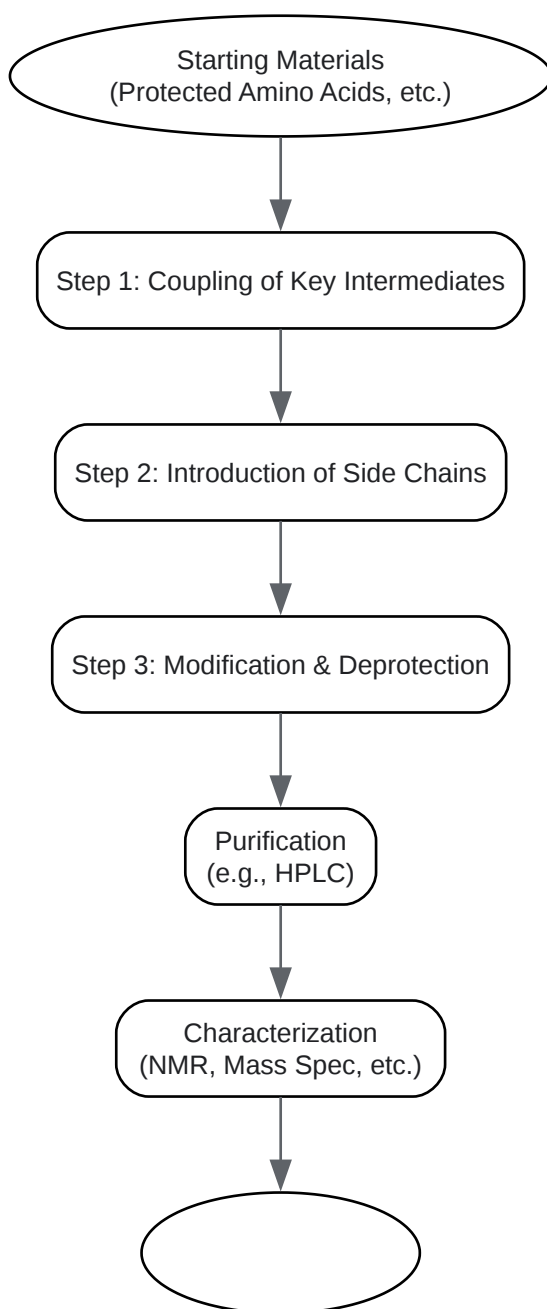 Starting Materials
(Protected Amino Acids, etc.)
Step 1: Coupling of Key Intermediates
Step 2: Introduction of Side Chains
Step 3: Modification & Deprotection
Purification
(e.g., HPLC)
Characterization
(NMR, Mass Spec, etc.)